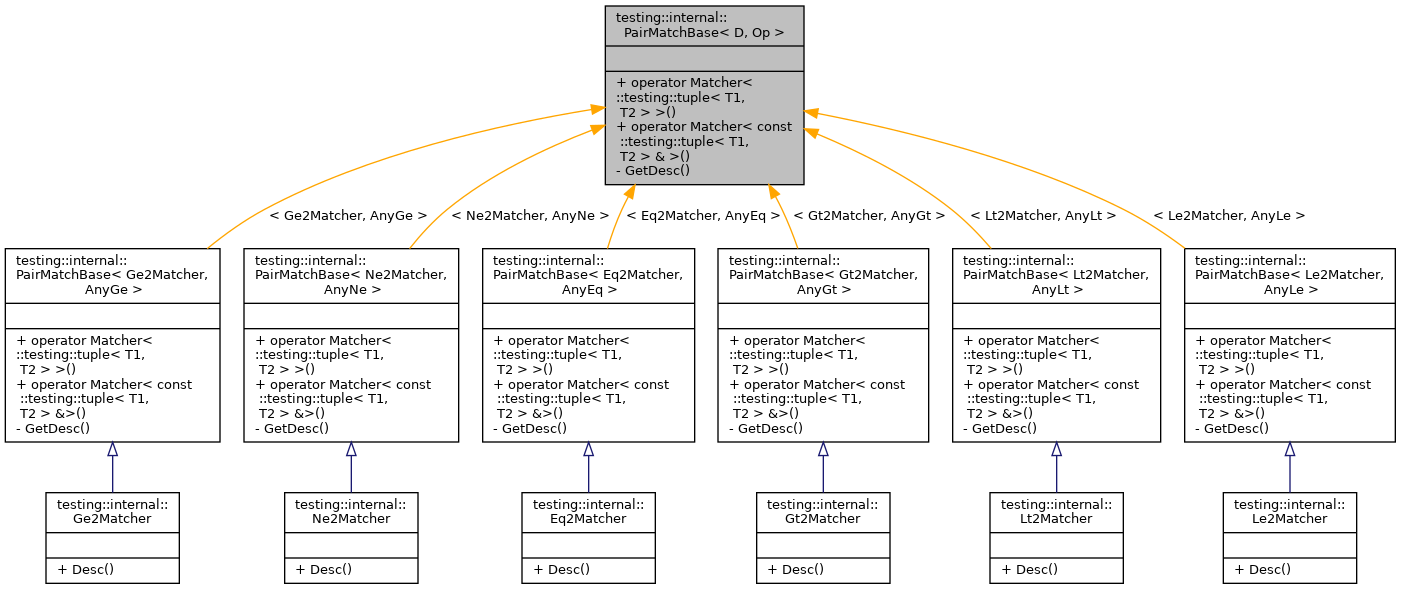 testing::internal::
PairMatchBase< D, Op >
+ operator Matcher<
::testing::tuple< T1,
T2 > >()
+ operator Matcher< const
::testing::tuple< T1,
T2 > & >()
- GetDesc()
< Ge2Matcher, AnyGe >
< Ne2Matcher, AnyNe >
< Eq2Matcher, AnyEq >
< Gt2Matcher, AnyGt >
< Lt2Matcher, AnyLt >
< Le2Matcher, AnyLe >
testing::internal::
PairMatchBase< Ge2Matcher,
AnyGe >
+ operator Matcher<
::testing::tuple< T1,
T2 > >()
+ operator Matcher< const
::testing::tuple< T1,
T2 > &>()
- GetDesc()
testing::internal::
PairMatchBase< Ne2Matcher,
AnyNe >
+ operator Matcher<
::testing::tuple< T1,
T2 > >()
+ operator Matcher< const
::testing::tuple< T1,
T2 > &>()
- GetDesc()
testing::internal::
PairMatchBase< Eq2Matcher,
AnyEq >
+ operator Matcher<
::testing::tuple< T1,
T2 > >()
+ operator Matcher< const
::testing::tuple< T1,
T2 > &>()
- GetDesc()
testing::internal::
PairMatchBase< Gt2Matcher,
AnyGt >
+ operator Matcher<
::testing::tuple< T1,
T2 > >()
+ operator Matcher< const
::testing::tuple< T1,
T2 > &>()
- GetDesc()
testing::internal::
PairMatchBase< Lt2Matcher,
AnyLt >
+ operator Matcher<
::testing::tuple< T1,
T2 > >()
+ operator Matcher< const
::testing::tuple< T1,
T2 > &>()
- GetDesc()
testing::internal::
PairMatchBase< Le2Matcher,
AnyLe >
+ operator Matcher<
::testing::tuple< T1,
T2 > >()
+ operator Matcher< const
::testing::tuple< T1,
T2 > &>()
- GetDesc()
testing::internal::
Ge2Matcher
+ Desc()
testing::internal::
Ne2Matcher
+ Desc()
testing::internal::
Eq2Matcher
+ Desc()
testing::internal::
Gt2Matcher
+ Desc()
testing::internal::
Lt2Matcher
+ Desc()
testing::internal::
Le2Matcher
+ Desc()